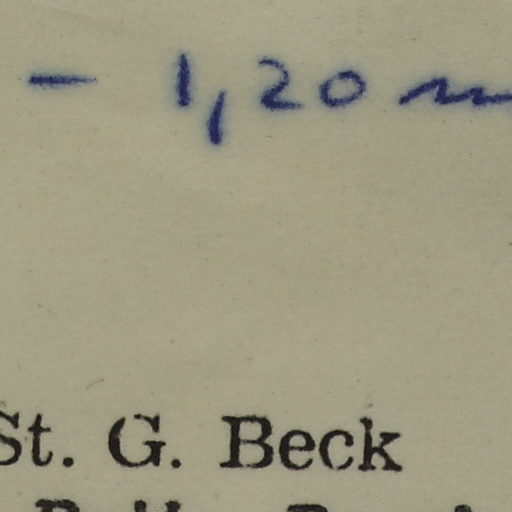 – 1,20 m
St. G. Beck